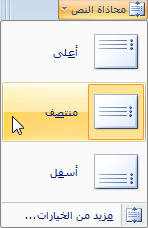 محاذاة النص
أعلى
منتصف
أسفل
مزيد من الخيارات...